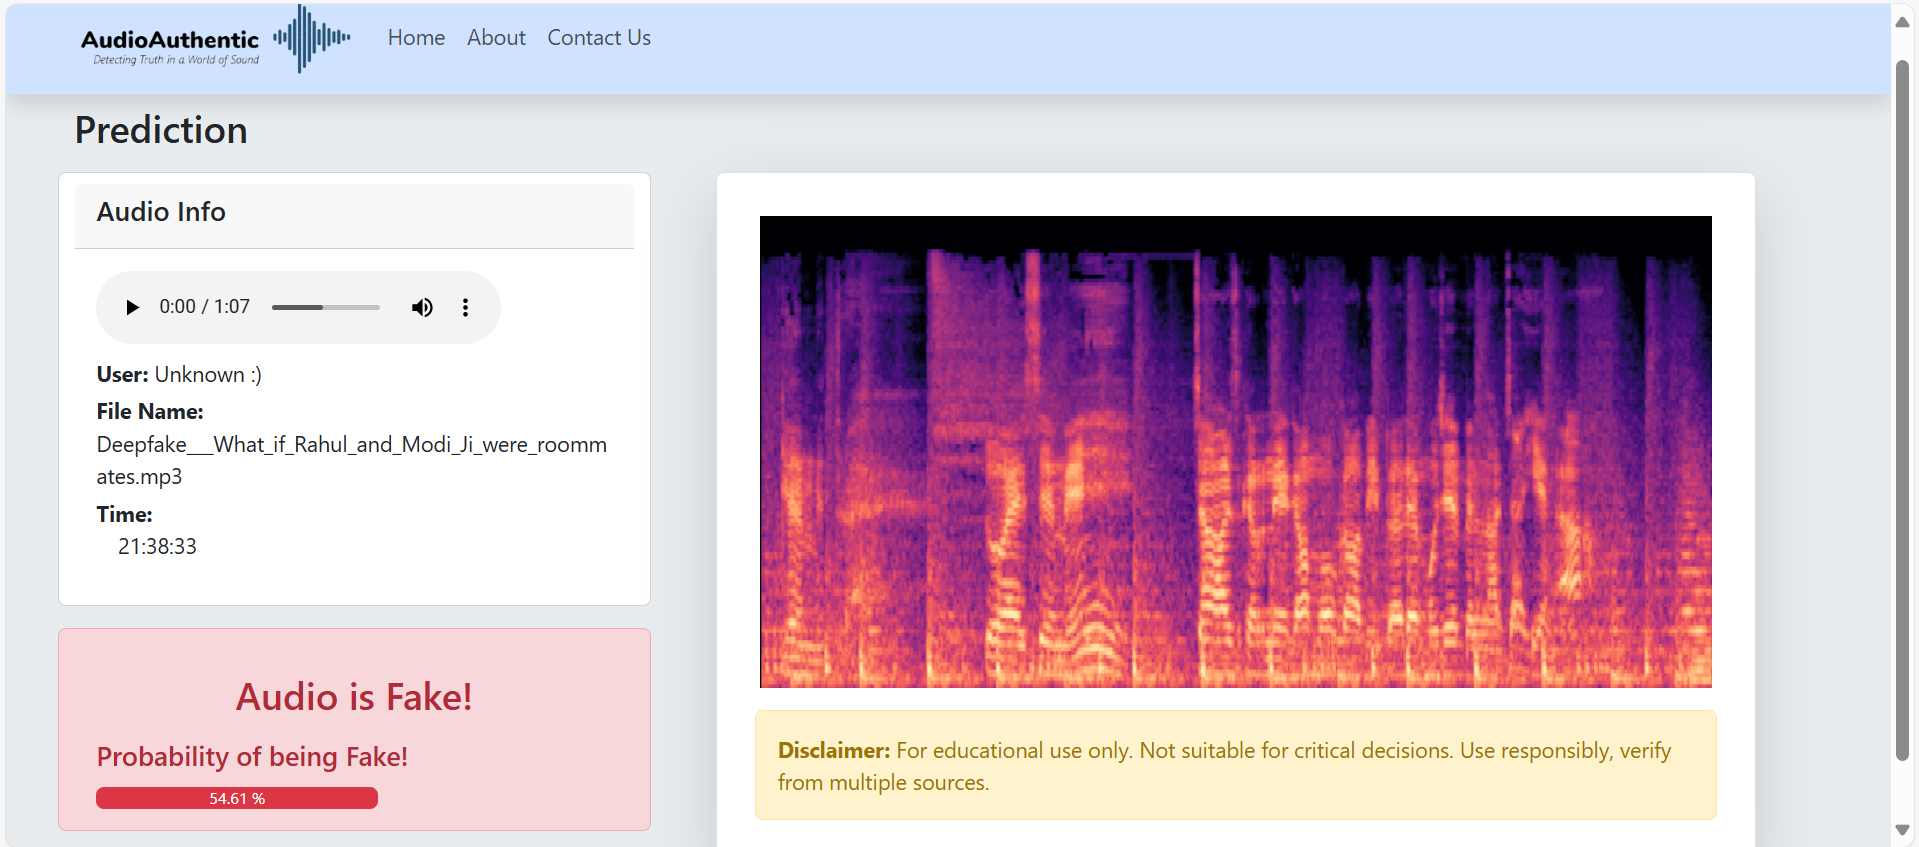 AudioAuthentic
Detecting Truth in a World of Sound
Home About Contact Us
Prediction
Audio Info
0:00 / 1:07
User: Unknown :)
File Name:
Deepfake___What_if_Rahul_and_Modi_Ji_were_roomm
ates.mp3
Time:
21:38:33
Audio is Fake!
Probability of being Fake!
54.61 %
Disclaimer: For educational use only. Not suitable for critical decisions. Use responsibly, verify
from multiple sources.